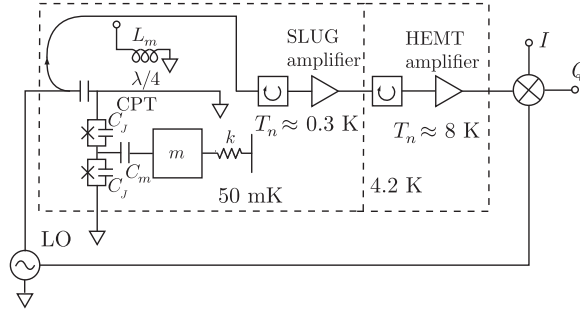 L_m
SLUG
amplifier
HEMT
amplifier
I
Q
λ/4
CPT
C_J
C_J
C_m
m
k
T_n ≈ 0.3 K
T_n ≈ 8 K
50 mK
4.2 K
LO